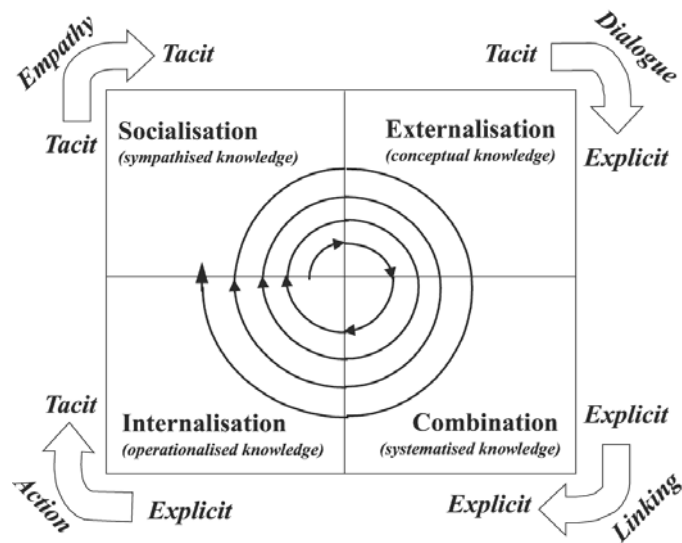 Empathy
Tacit
Tacit
Dialogue
Tacit
Explicit
Socialisation
(sympathised knowledge)
Externalisation
(conceptual knowledge)
Internalisation
(operationalised knowledge)
Combination
(systematised knowledge)
Tacit
Action
Explicit
Explicit
Explicit
Linking